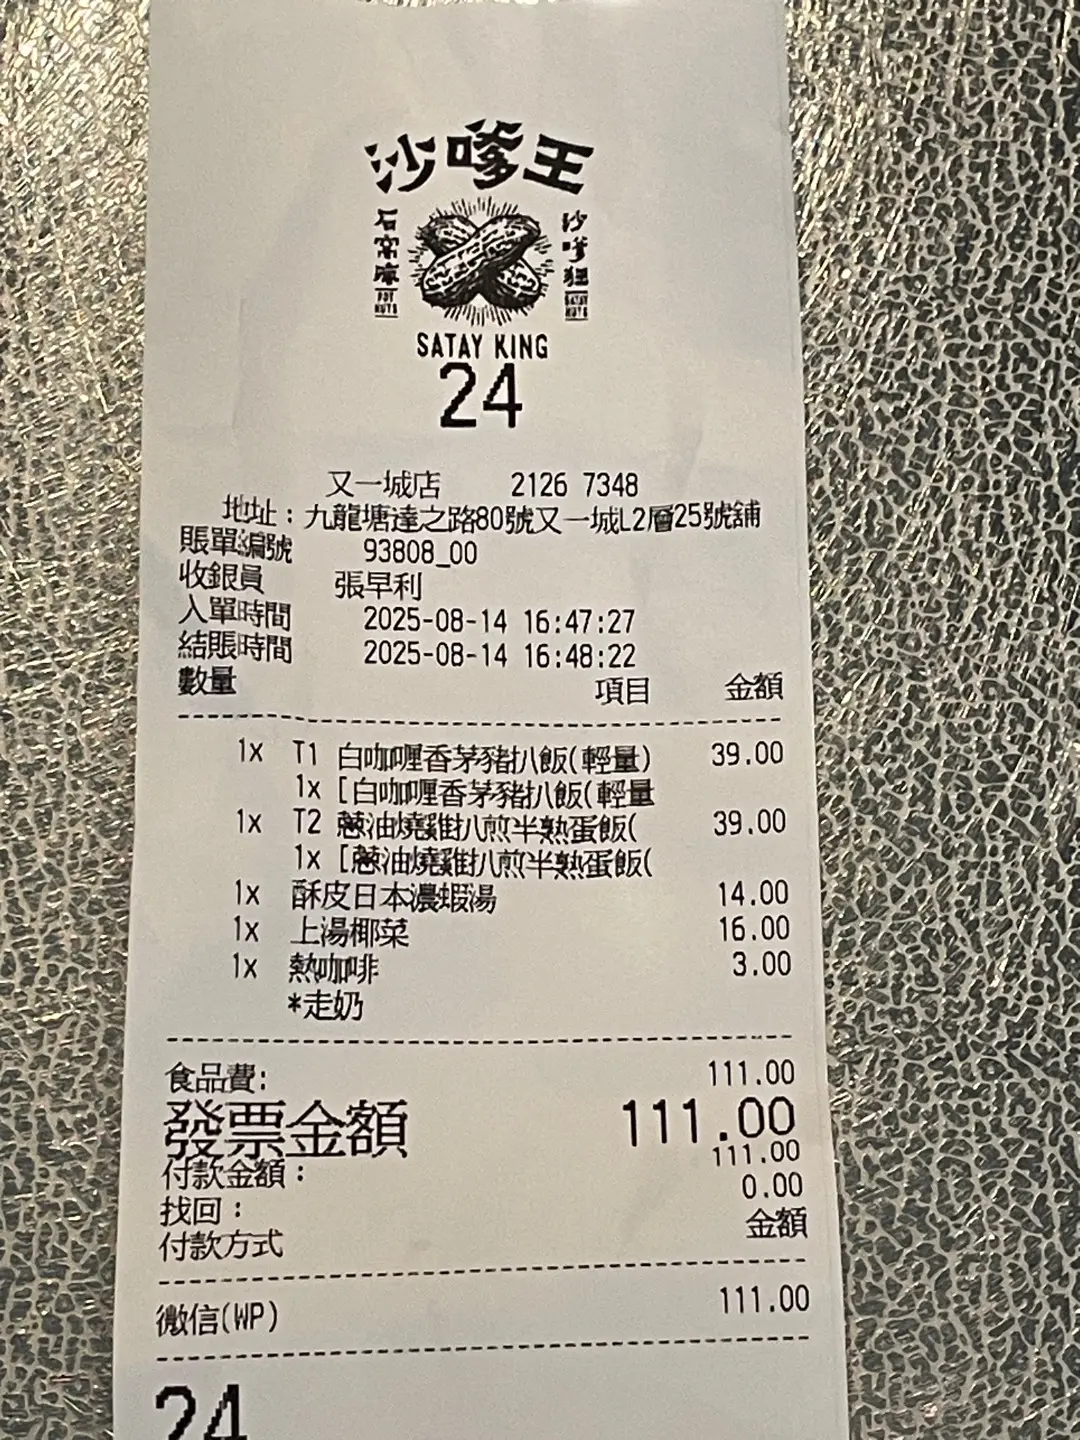 沙嗲王
石窩廊
POT NUTS
沙嗲狂
SATAY NUTS
SATAY KING
24
又一城店 2126 7348
地址：九龍塘達之路80號又一城L2層25號舖
賬單編號 93808_00
收銀員 張早利
入單時間 2025-08-14 16:47:27
結賬時間 2025-08-14 16:48:22
數量 項目 金額
1x T1 白咖喱香茅豬扒飯(輕量) 39.00
1x [白咖喱香茅豬扒飯(輕量
1x T2 蔥油燒雞扒煎半熟蛋飯( 39.00
1x [蔥油燒雞扒煎半熟蛋飯(
1x 酥皮日本濃蝦湯 14.00
1x 上湯椰菜 16.00
1x 熱咖啡 3.00
*走奶
食品費: 111.00
發票金額 111.00
付款金額： 111.00
找回： 0.00
付款方式 金額
微信(WP) 111.00
24